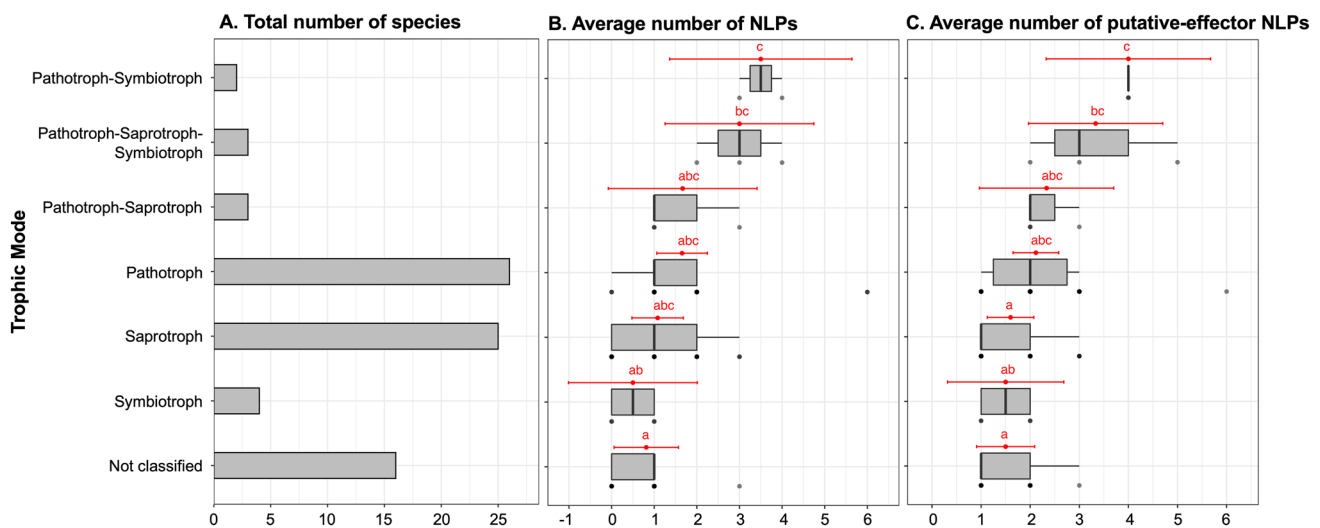 A. Total number of species
B. Average number of NLPs
C. Average number of putative-effector NLPs
Trophic Mode
Pathotroph-Symbiotroph
Pathotroph-Saprotroph-
Symbiotroph
Pathotroph-Saprotroph
Pathotroph
Saprotroph
Symbiotroph
Not classified
0 5 10 15 20 25
c
bc
abc
abc
abc
ab
a
-1 0 1 2 3 4 5 6
c
bc
abc
abc
a
ab
a
0 1 2 3 4 5 6